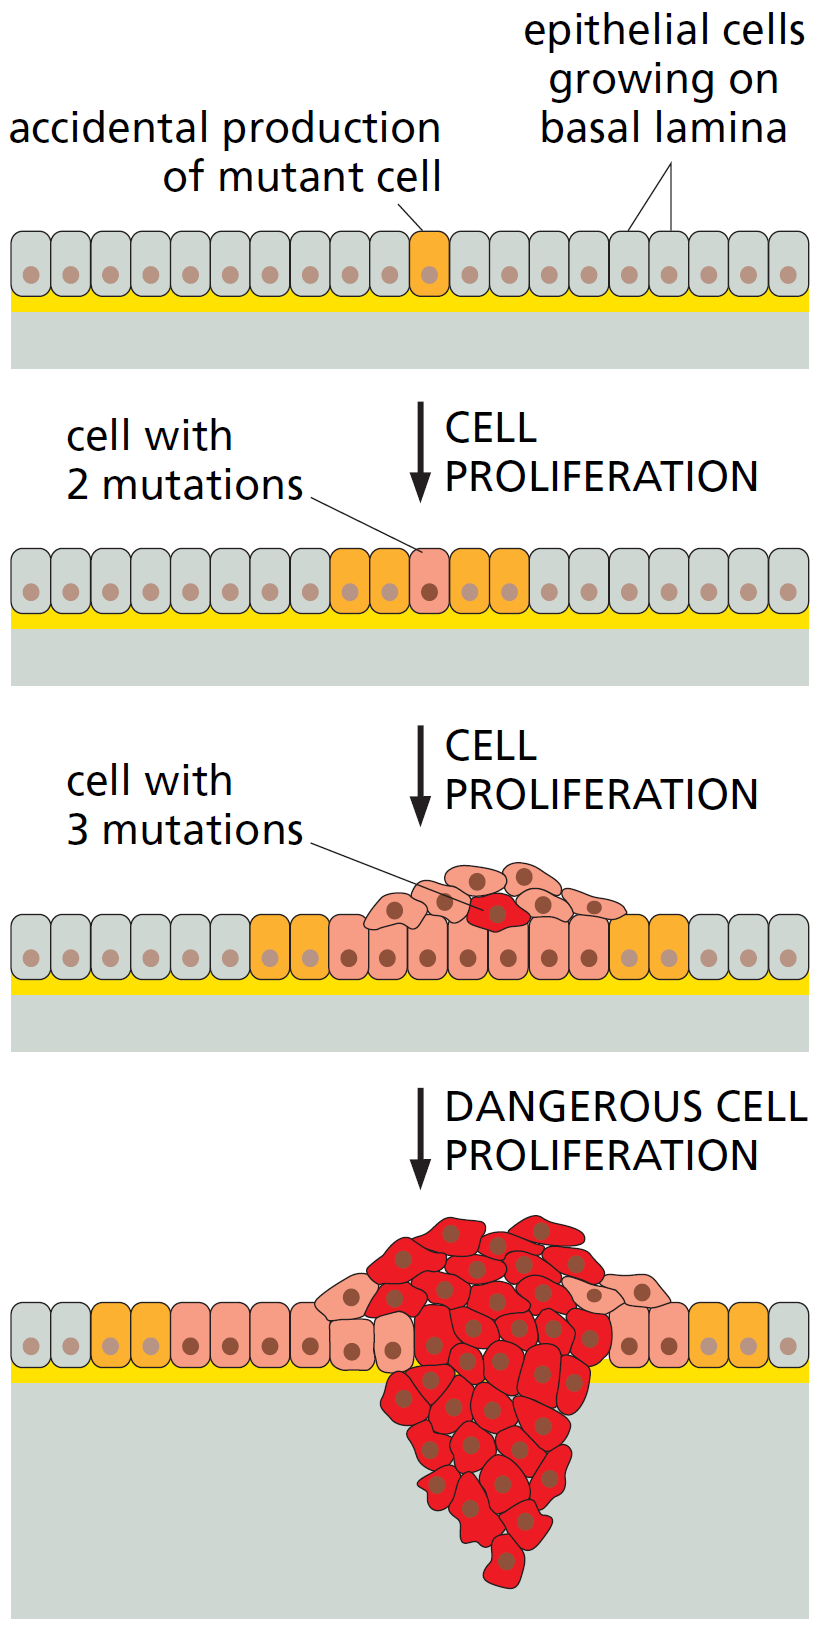 epithelial cells
growing on
basal lamina
accidental production
of mutant cell
cell with
2 mutations
CELL
PROLIFERATION
cell with
3 mutations
CELL
PROLIFERATION
DANGEROUS CELL
PROLIFERATION